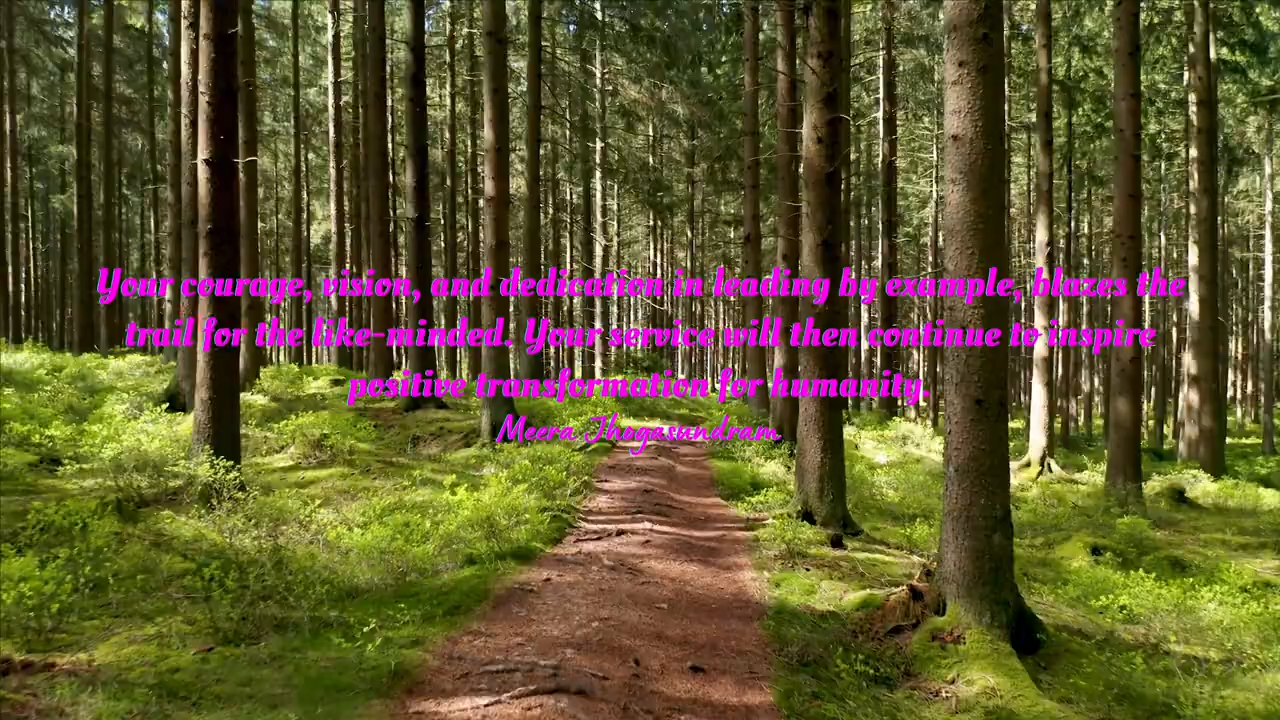 Your courage, vision, and dedication in leading by example, blazes the
trail for the like-minded. Your service will then continue to inspire
positive transformation for humanity.
Meera Jhogasundram